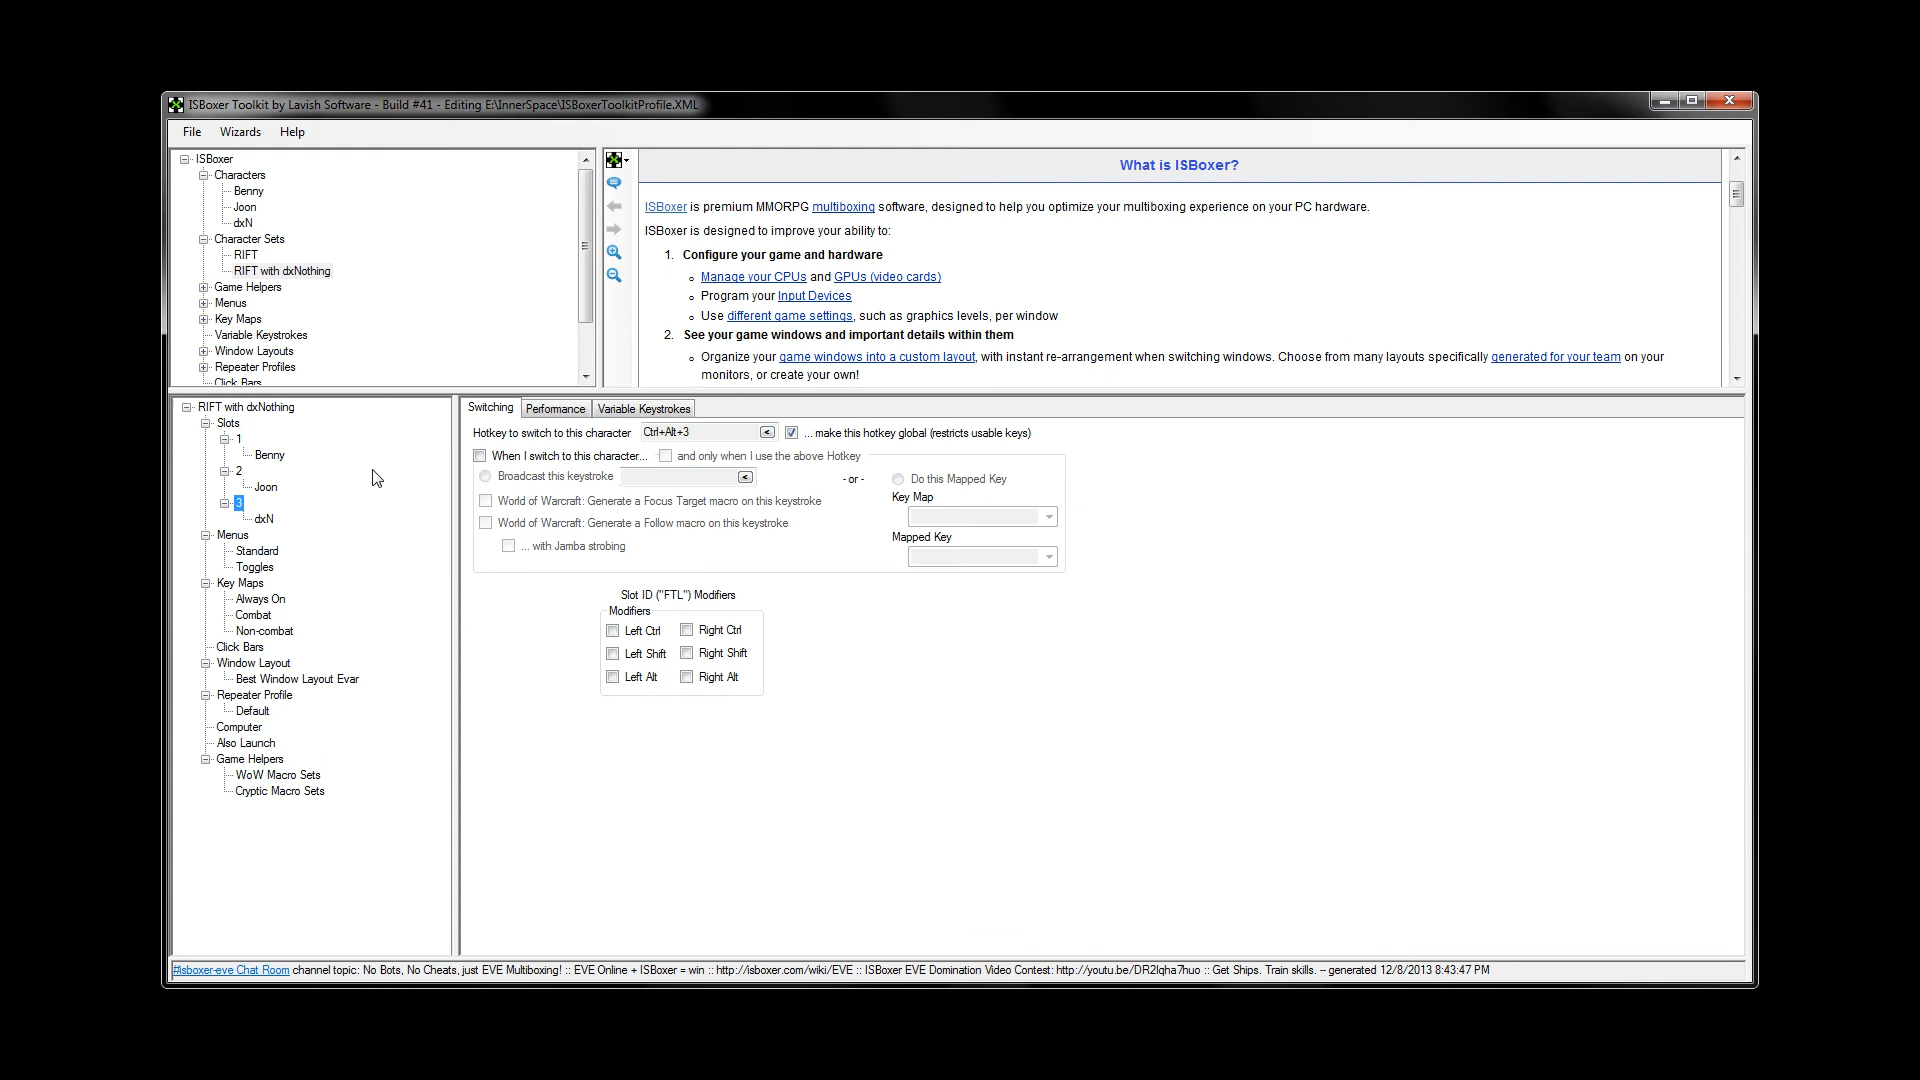 ISBoxer Toolkit by Lavish Software - Build #41 - Editing E:\InnerSpace\ISBoxerToolkitProfile.XML
File Wizards Help
ISBoxer
Characters
Benny
Joon
dxN
Character Sets
RIFT
RIFT with dxNothing
Game Helpers
Menus
Key Maps
Variable Keystrokes
Window Layouts
Repeater Profiles
Click Bars
What is ISBoxer?
ISBoxer is premium MMORPG multiboxing software, designed to help you optimize your multiboxing experience on your PC hardware.
ISBoxer is designed to improve your ability to:
1. Configure your game and hardware
Manage your CPUs and GPUs (video cards)
Program your Input Devices
Use different game settings, such as graphics levels, per window
2. See your game windows and important details within them
Organize your game windows into a custom layout, with instant re-arrangement when switching windows. Choose from many layouts specifically generated for your team on your
monitors, or create your own!
RIFT with dxNothing
Slots
1
Benny
2
Joon
3
dxN
Menus
Standard
Toggles
Key Maps
Always On
Combat
Non-combat
Click Bars
Window Layout
Best Window Layout Evar
Repeater Profile
Default
Computer
Also Launch
Game Helpers
WoW Macro Sets
Cryptic Macro Sets
Switching Performance Variable Keystrokes
Hotkey to switch to this character Ctrl+Alt+3 < ... make this hotkey global (restricts usable keys)
When I switch to this character... and only when I use the above Hotkey
Broadcast this keystroke < - or - Do this Mapped Key
World of Warcraft: Generate a Focus Target macro on this keystroke
World of Warcraft: Generate a Follow macro on this keystroke
... with Jamba strobing
Key Map
Mapped Key
Slot ID ("FTL") Modifiers
Modifiers
Left Ctrl Right Ctrl
Left Shift Right Shift
Left Alt Right Alt
#isboxer-eve Chat Room channel topic: No Bots, No Cheats, just EVE Multiboxing! :: EVE Online + ISBoxer = win :: http://isboxer.com/wiki/EVE :: ISBoxer EVE Domination Video Contest: http://youtu.be/DR2lqha7huo :: Get Ships. Train skills. -- generated 12/8/2013 8:43:47 PM